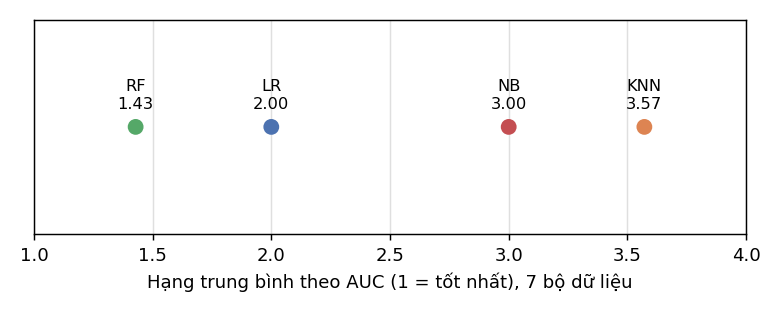 RF
1.43
LR
2.00
NB
3.00
KNN
3.57
1.0
1.5
2.0
2.5
3.0
3.5
4.0
Hạng trung bình theo AUC (1 = tốt nhất), 7 bộ dữ liệu